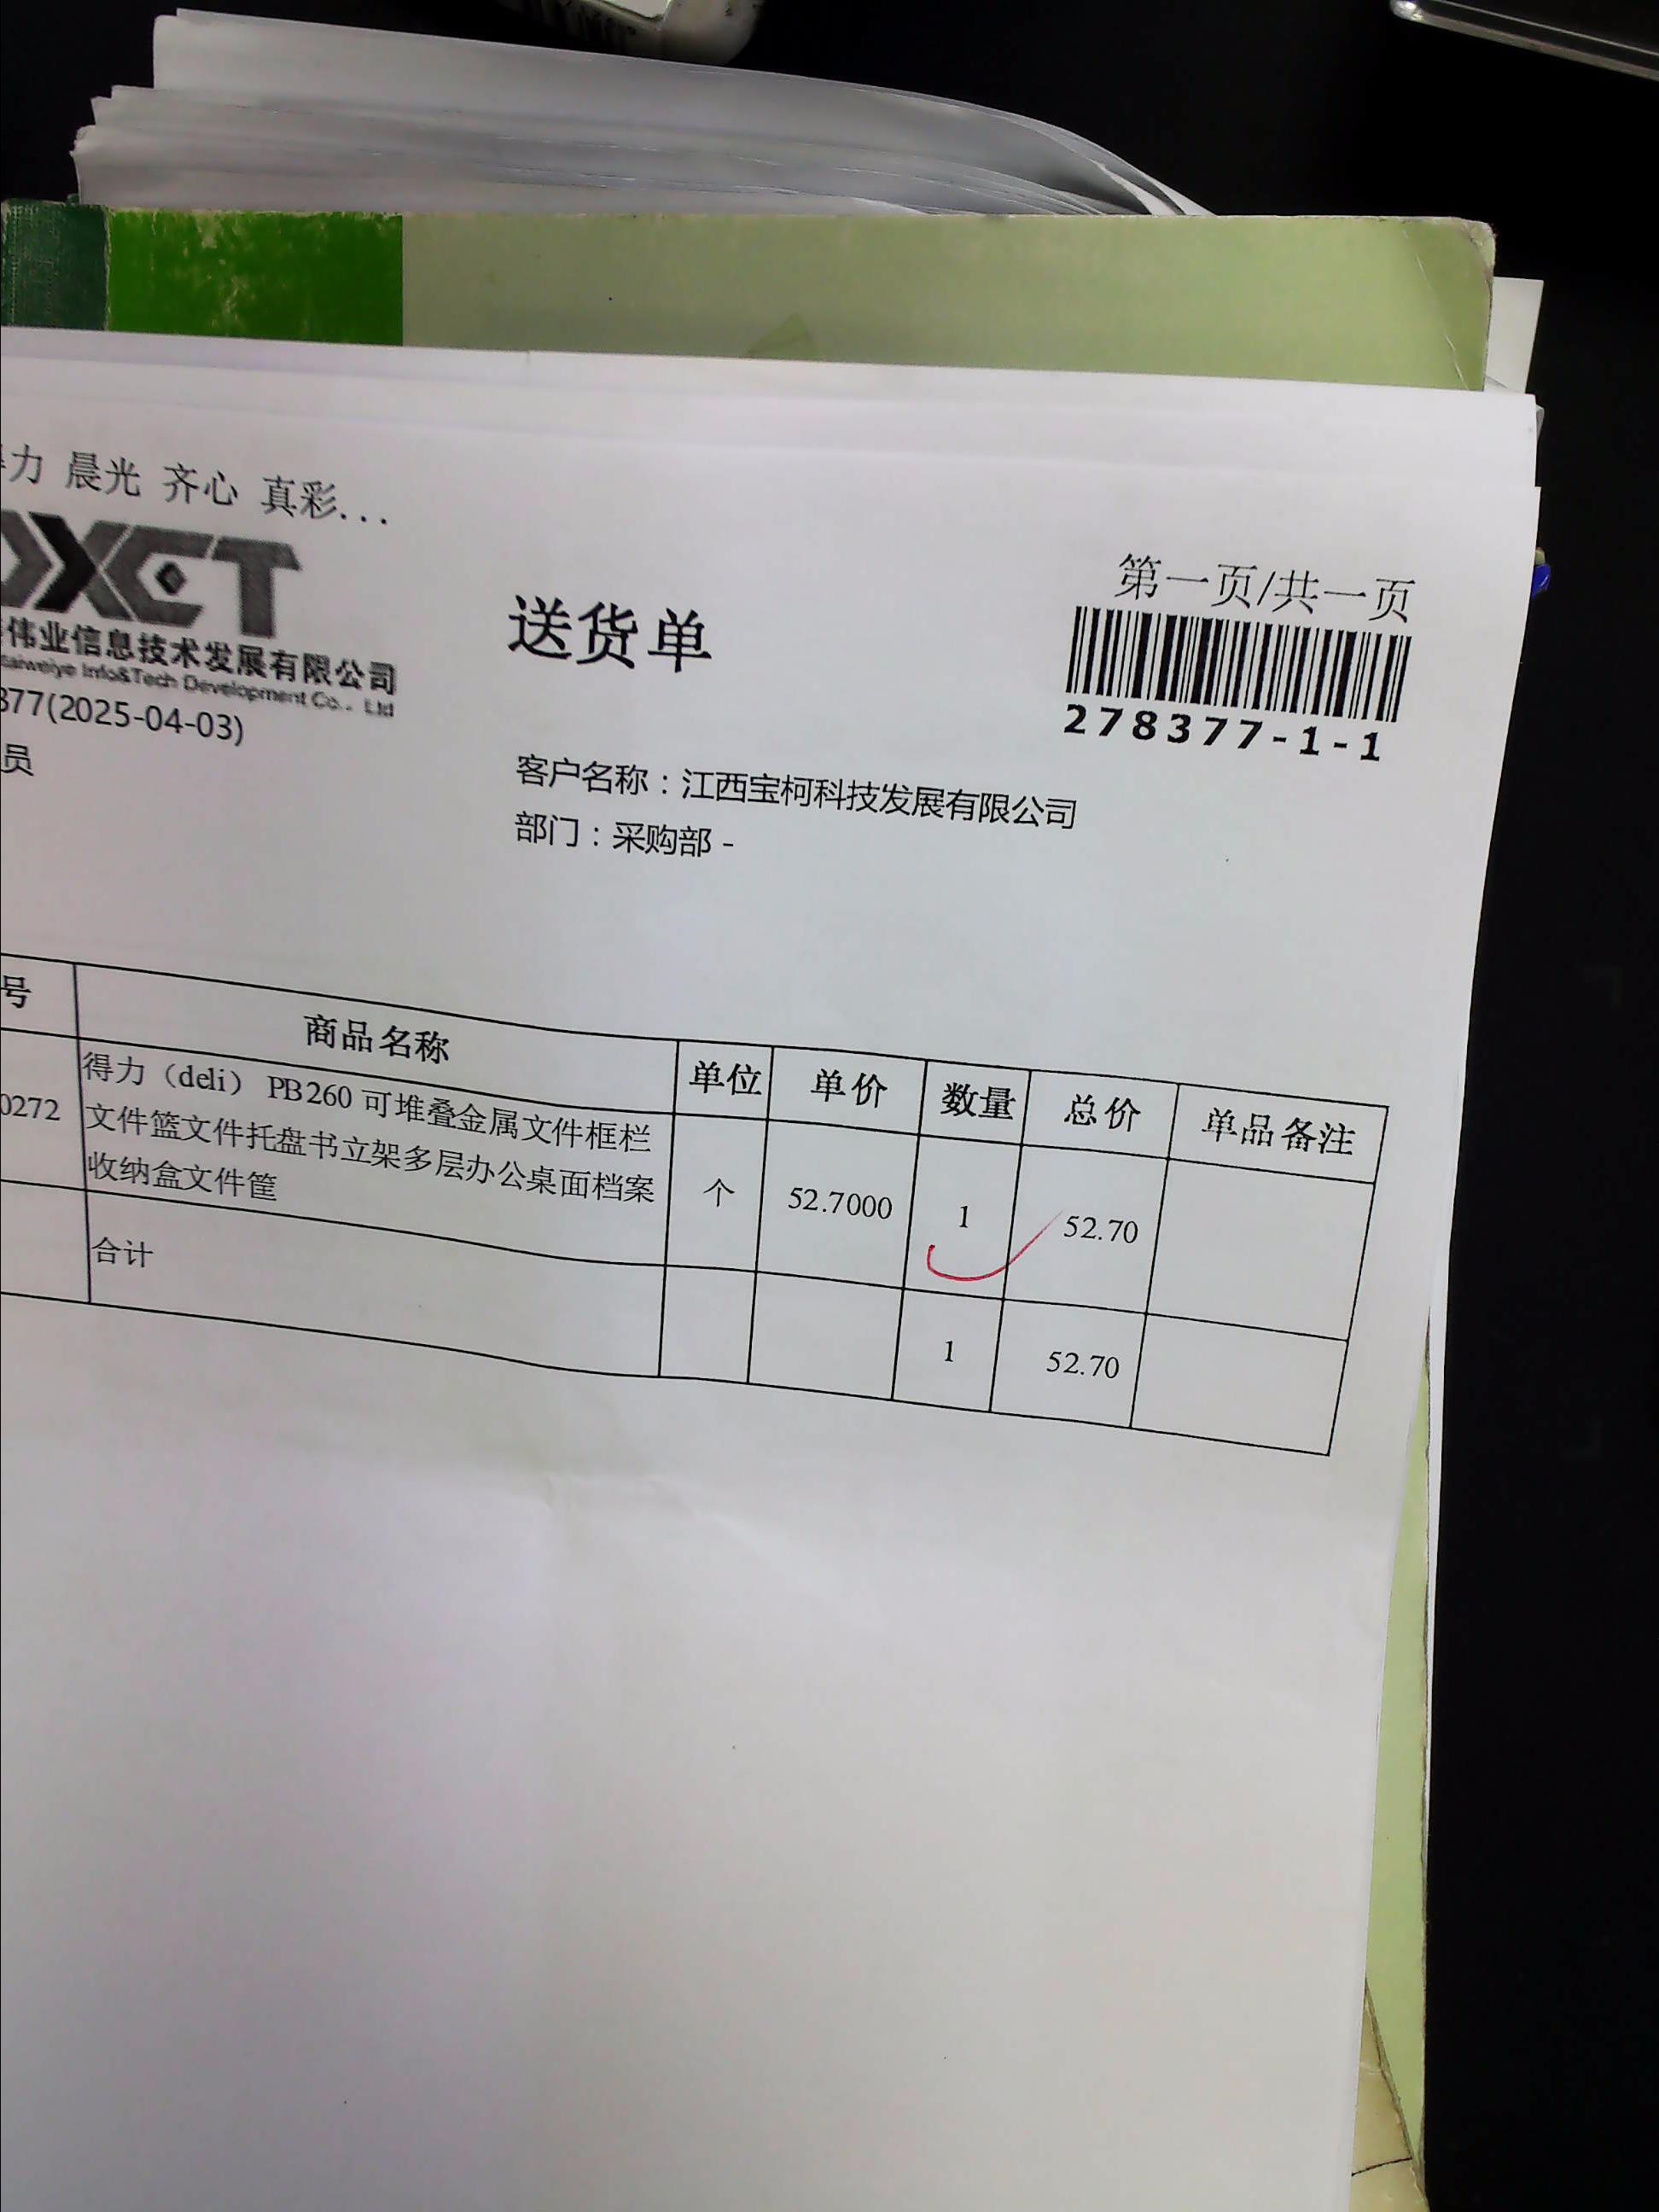 力 晨光 齐心 真彩...
第一页/共一页
送货单
伟业信息技术发展有限公司
taiweiye Info&Tech Development Co., Ltd
278377-1-1
377(2025-04-03)
员
客户名称：江西宝柯科技发展有限公司
部门：采购部 -
号 商品名称 单位 单价 数量 总价 单品备注
得力（deli） PB260 可堆叠金属文件框栏
0272 文件篮文件托盘书立架多层办公桌面档案 个 52.7000 1 52.70
收纳盒文件筐
合计 1 52.70